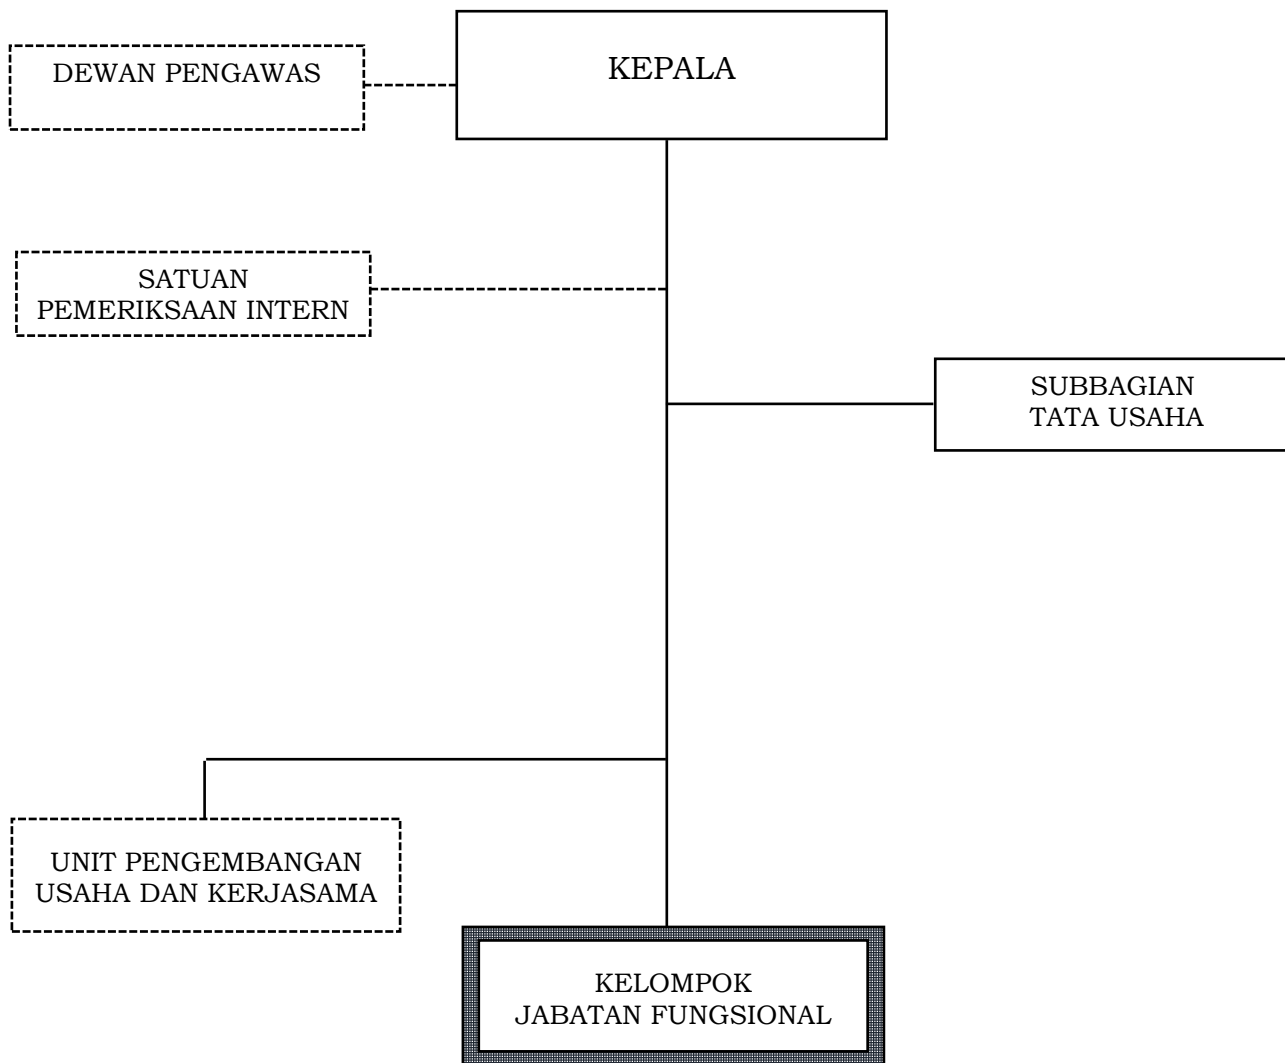 DEWAN PENGAWAS
KEPALA
SATUAN
PEMERIKSAAN INTERN
SUBBAGIAN
TATA USAHA
UNIT PENGEMBANGAN
USAHA DAN KERJASAMA
KELOMPOK
JABATAN FUNGSIONAL